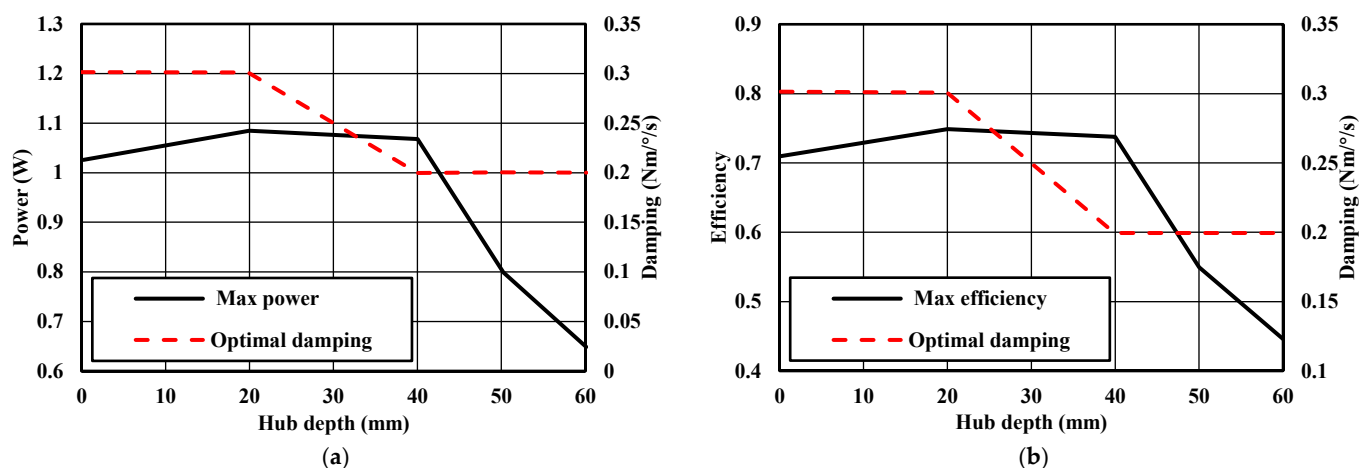 1.3
1.2
1.1
1
0.9
0.8
0.7
0.6
Power (W)
0.35
0.3
0.25
0.2
0.15
0.1
0.05
0
Damping (Nm/°/s)
Max power
Optimal damping
0 10 20 30 40 50 60
Hub depth (mm)
(a)
0.9
0.8
0.7
0.6
0.5
0.4
Efficiency
0.35
0.3
0.25
0.2
0.15
0.1
Damping (Nm/°/s)
Max efficiency
Optimal damping
0 10 20 30 40 50 60
Hub depth (mm)
(b)